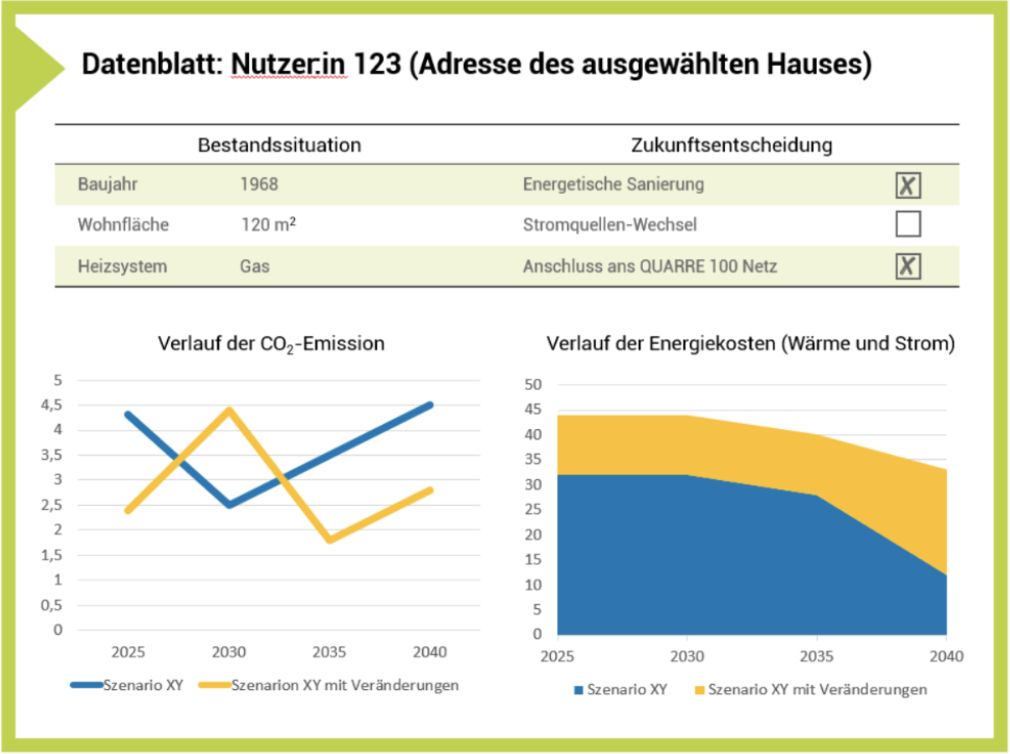 Datenblatt: Nutzer:in 123 (Adresse des ausgewählten Hauses)
Bestandssituation Zukunftsentscheidung
Baujahr 1968 Energetische Sanierung X
Wohnfläche 120 m² Stromquellen-Wechsel
Heizsystem Gas Anschluss ans QUARRE 100 Netz X
Verlauf der CO₂-Emission
5
4,5
4
3,5
3
2,5
2
1,5
1
0,5
0
2025 2030 2035 2040
Szenario XY Szenarion XY mit Veränderungen
Verlauf der Energiekosten (Wärme und Strom)
50
45
40
35
30
25
20
15
10
5
0
2025 2030 2035 2040
Szenario XY Szenario XY mit Veränderungen